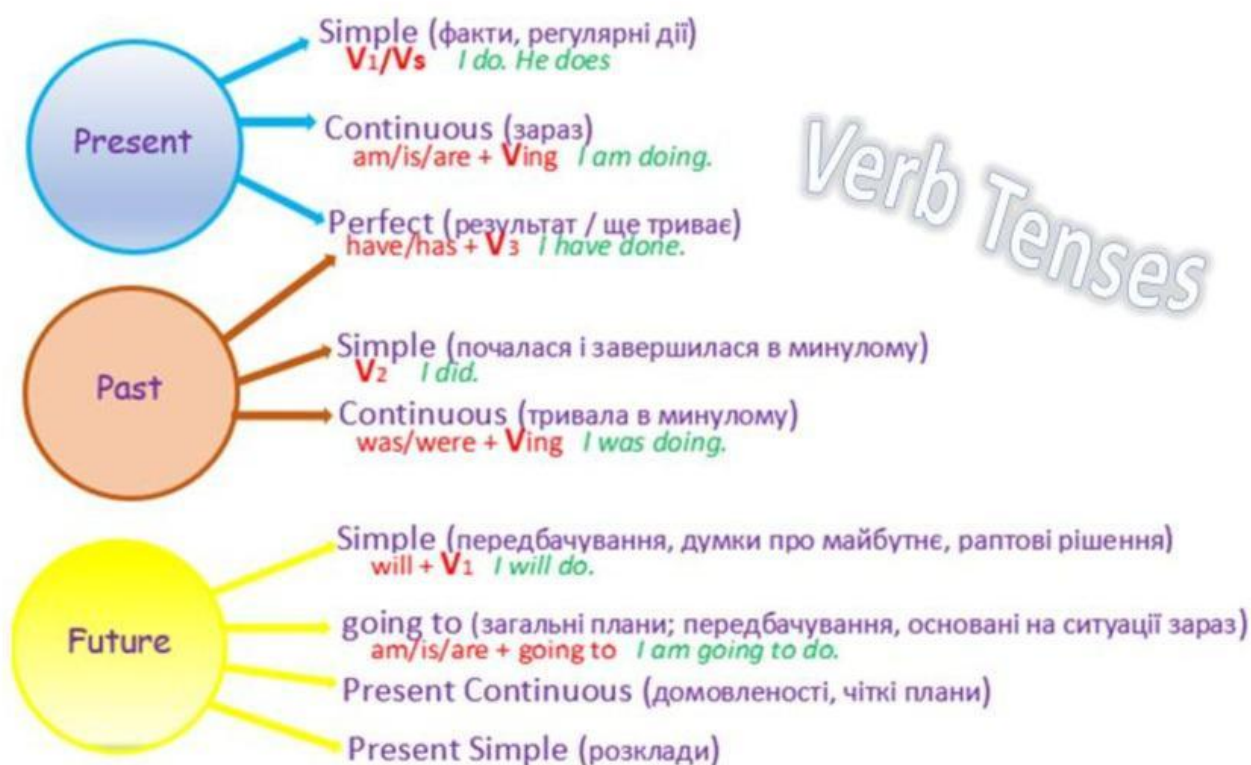 Verb Tenses
Present
Simple (факти, регулярні дії)
V1/Vs I do. He does
Continuous (зараз)
am/is/are + Ving I am doing.
Perfect (результат / ще триває)
have/has + V3 I have done.
Past
Simple (почалася і завершилася в минулому)
V2 I did.
Continuous (тривала в минулому)
was/were + Ving I was doing.
Future
Simple (передбачування, думки про майбутнє, раптові рішення)
will + V1 I will do.
going to (загальні плани; передбачування, основані на ситуації зараз)
am/is/are + going to I am going to do.
Present Continuous (домовленості, чіткі плани)
Present Simple (розклади)